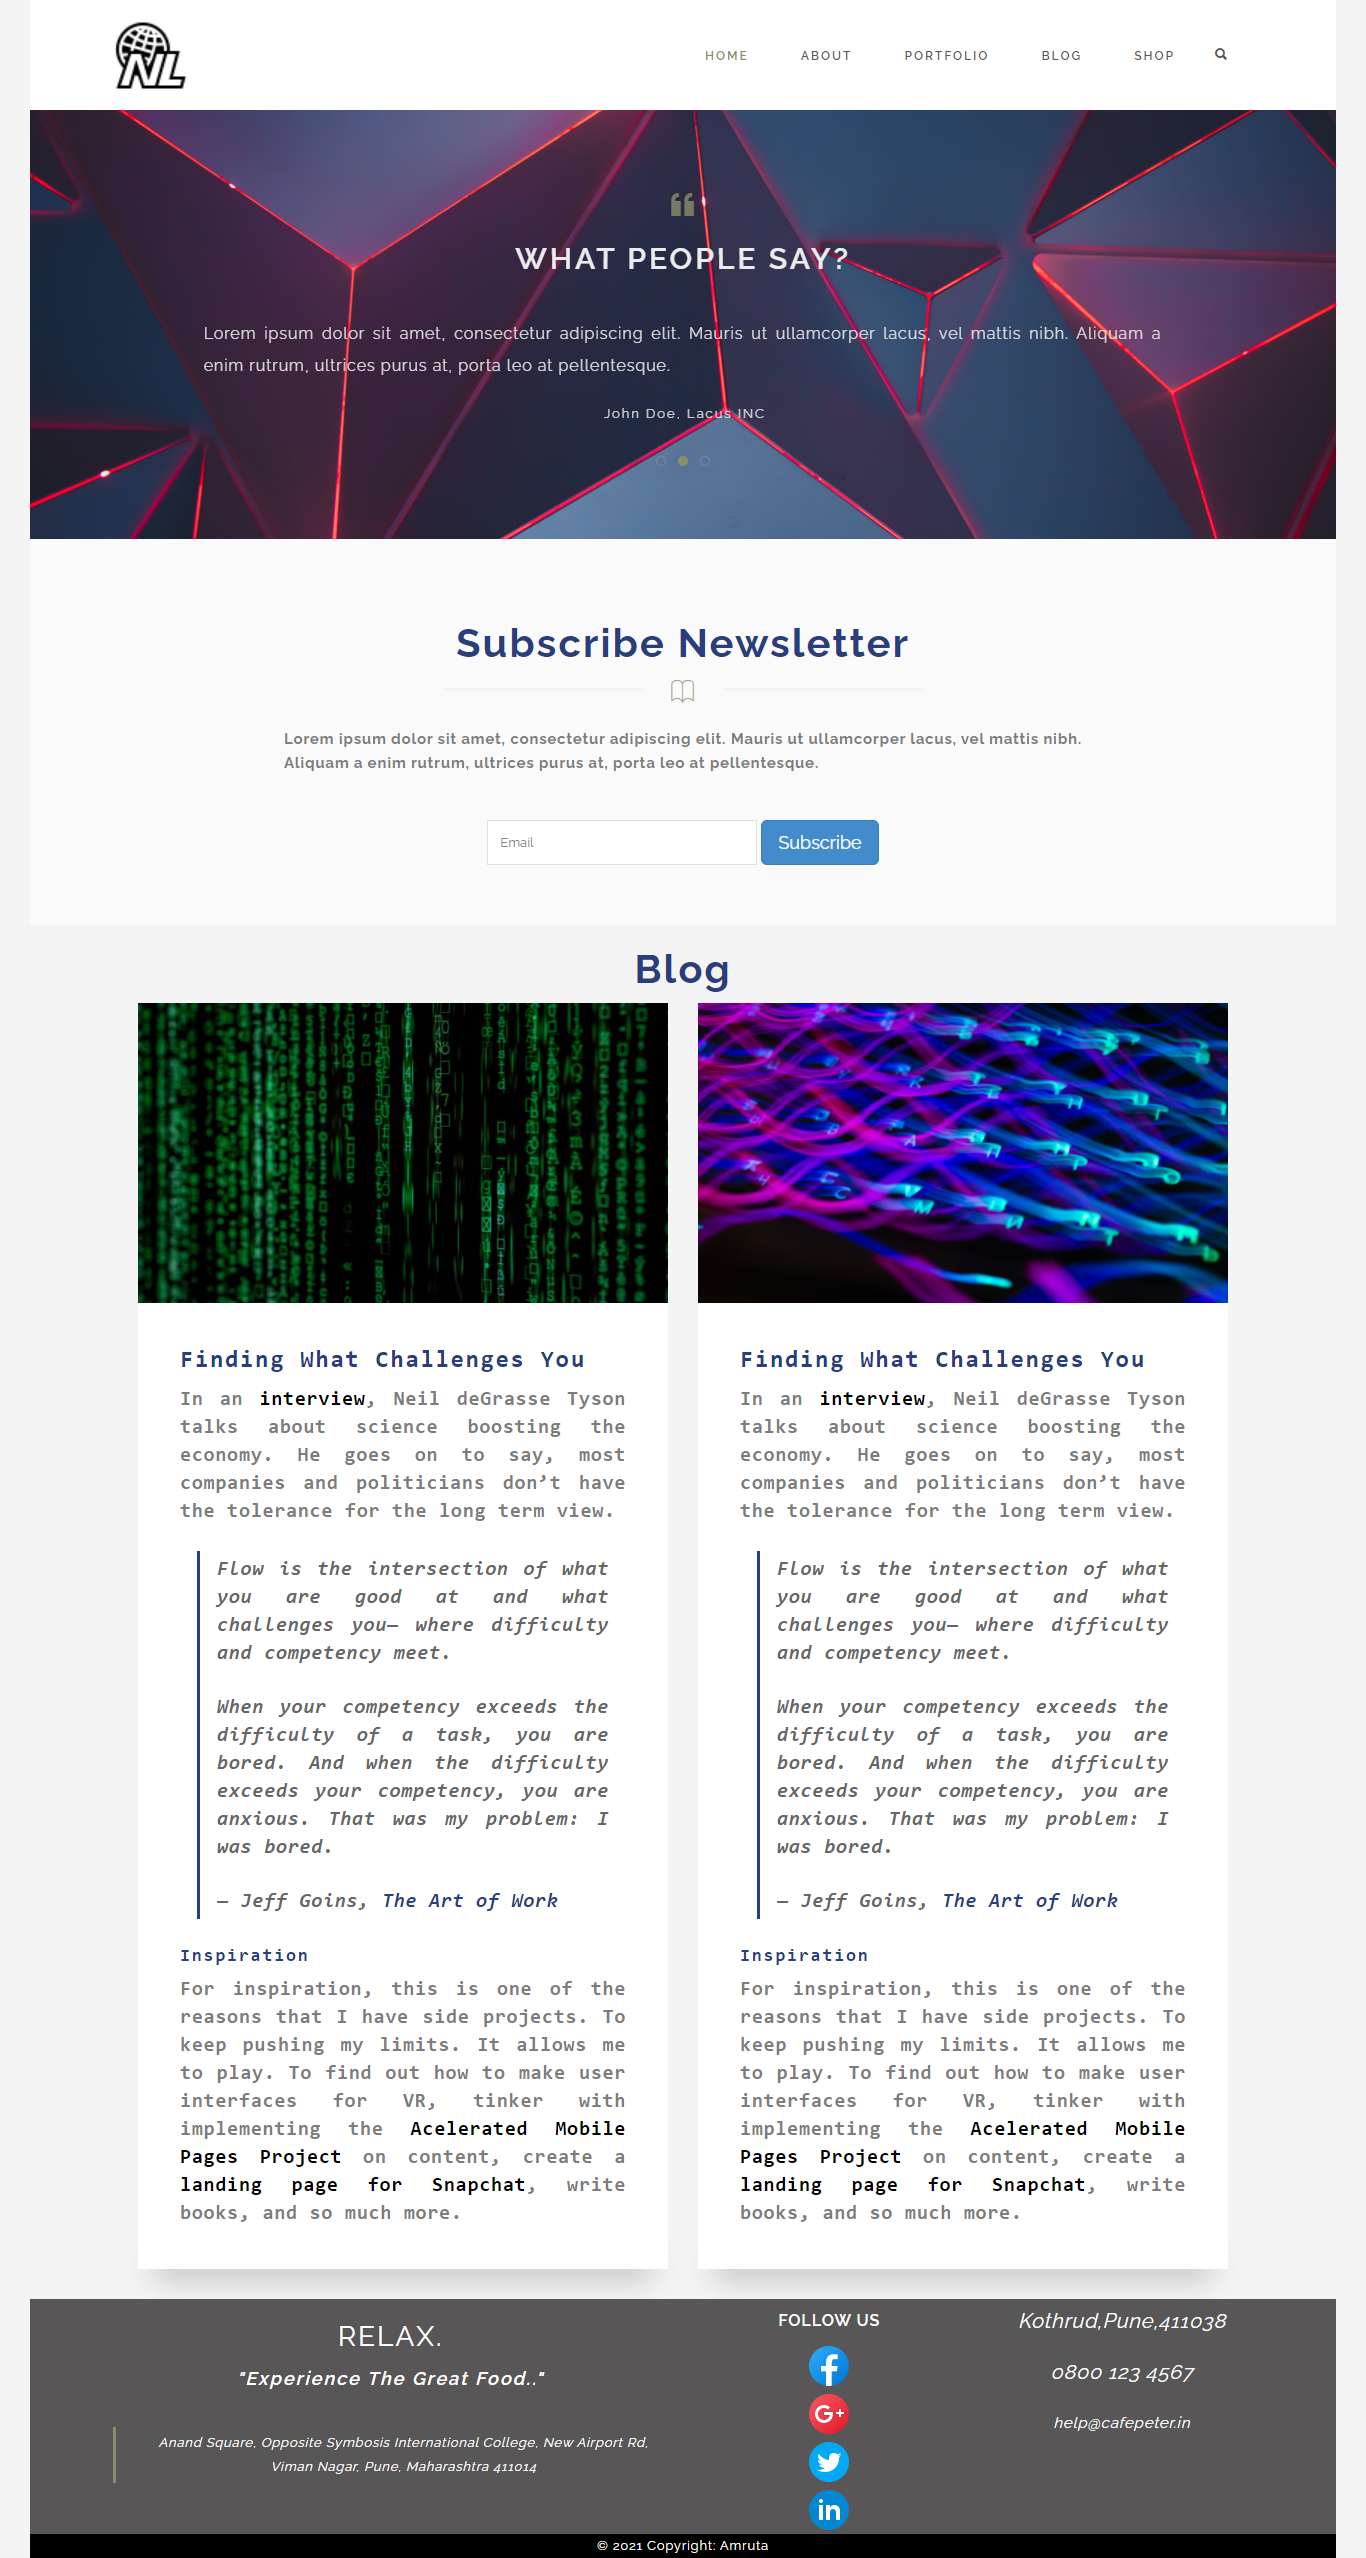 NL
HOME ABOUT PORTFOLIO BLOG SHOP
WHAT PEOPLE SAY?
Lorem ipsum dolor sit amet, consectetur adipiscing elit. Mauris ut ullamcorper lacus, vel mattis nibh. Aliquam a
enim rutrum, ultrices purus at, porta leo at pellentesque.
John Doe, Lacus INC
Subscribe Newsletter
Lorem ipsum dolor sit amet, consectetur adipiscing elit. Mauris ut ullamcorper lacus, vel mattis nibh.
Aliquam a enim rutrum, ultrices purus at, porta leo at pellentesque.
Email Subscribe
Blog
Finding What Challenges You
In an interview, Neil deGrasse Tyson
talks about science boosting the
economy. He goes on to say, most
companies and politicians don’t have
the tolerance for the long term view.
Flow is the intersection of what
you are good at and what
challenges you— where difficulty
and competency meet.
When your competency exceeds the
difficulty of a task, you are
bored. And when the difficulty
exceeds your competency, you are
anxious. That was my problem: I
was bored.
— Jeff Goins, The Art of Work
Inspiration
For inspiration, this is one of the
reasons that I have side projects. To
keep pushing my limits. It allows me
to play. To find out how to make user
interfaces for VR, tinker with
implementing the Acelerated Mobile
Pages Project on content, create a
landing page for Snapchat, write
books, and so much more.
Finding What Challenges You
In an interview, Neil deGrasse Tyson
talks about science boosting the
economy. He goes on to say, most
companies and politicians don’t have
the tolerance for the long term view.
Flow is the intersection of what
you are good at and what
challenges you— where difficulty
and competency meet.
When your competency exceeds the
difficulty of a task, you are
bored. And when the difficulty
exceeds your competency, you are
anxious. That was my problem: I
was bored.
— Jeff Goins, The Art of Work
Inspiration
For inspiration, this is one of the
reasons that I have side projects. To
keep pushing my limits. It allows me
to play. To find out how to make user
interfaces for VR, tinker with
implementing the Acelerated Mobile
Pages Project on content, create a
landing page for Snapchat, write
books, and so much more.
RELAX.
"Experience The Great Food.."
Anand Square, Opposite Symbosis International College, New Airport Rd,
Viman Nagar, Pune, Maharashtra 411014
FOLLOW US
Kothrud,Pune,411038
0800 123 4567
help@cafepeter.in
© 2021 Copyright: Amruta